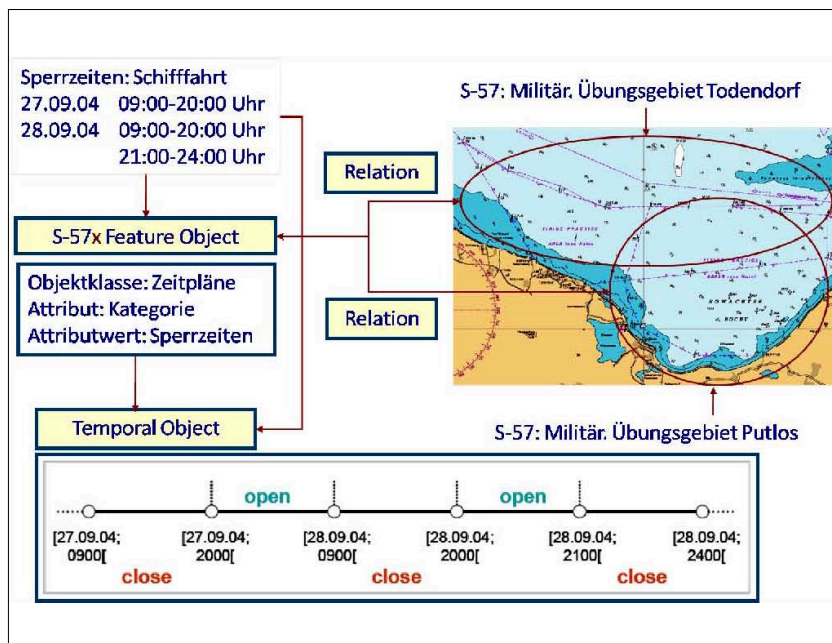 Sperrzeiten: Schifffahrt
27.09.04 09:00-20:00 Uhr
28.09.04 09:00-20:00 Uhr
21:00-24:00 Uhr
S-57: Militär. Übungsgebiet Todendorf
Relation
S-57x Feature Object
Objektklasse: Zeitpläne
Attribut: Kategorie
Attributwert: Sperrzeiten
Relation
Temporal Object
S-57: Militär. Übungsgebiet Putlos
open open
[27.09.04; [27.09.04; [28.09.04; [28.09.04; [28.09.04; [28.09.04;
0900[ 2000[ 0900[ 2000[ 2100[ 2400[
close close close